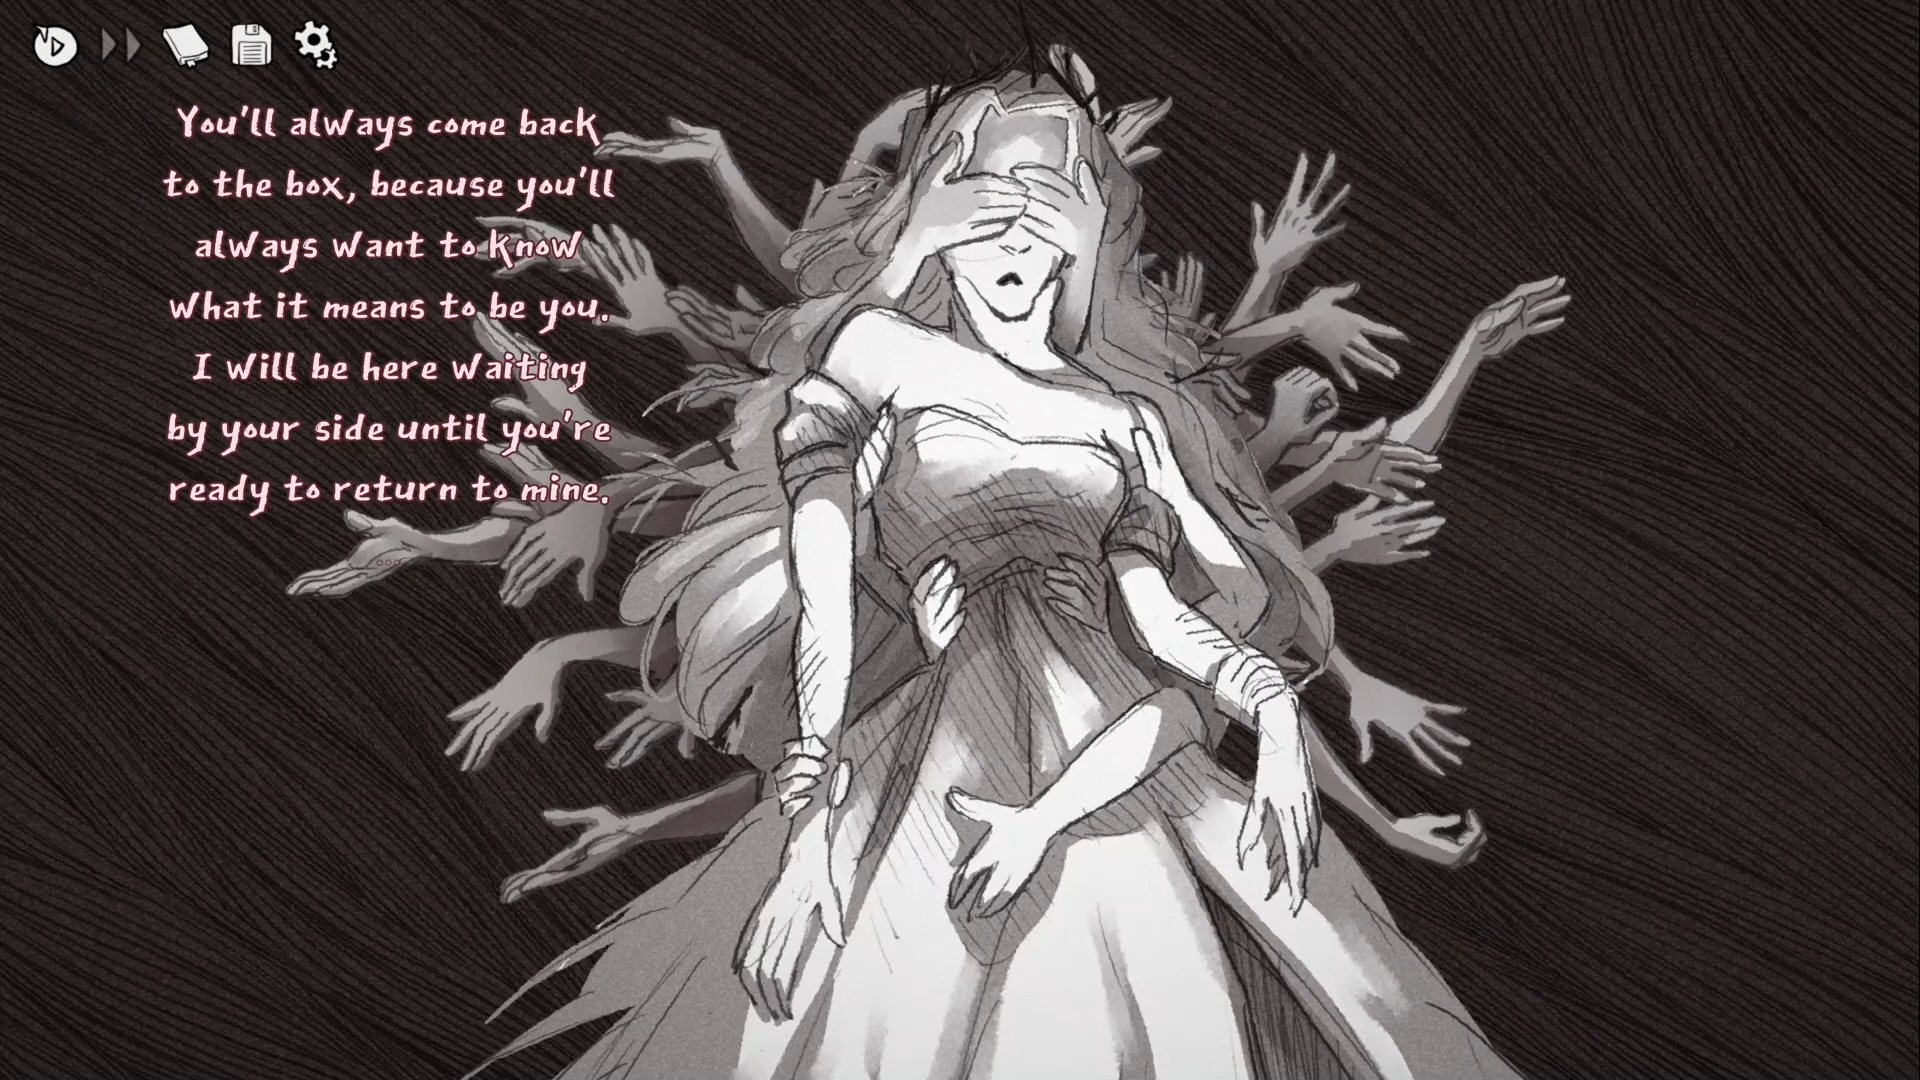 You'll always come back
to the box, because you'll
always want to know
what it means to be you.
I will be here waiting
by your side until you're
ready to return to mine.
...